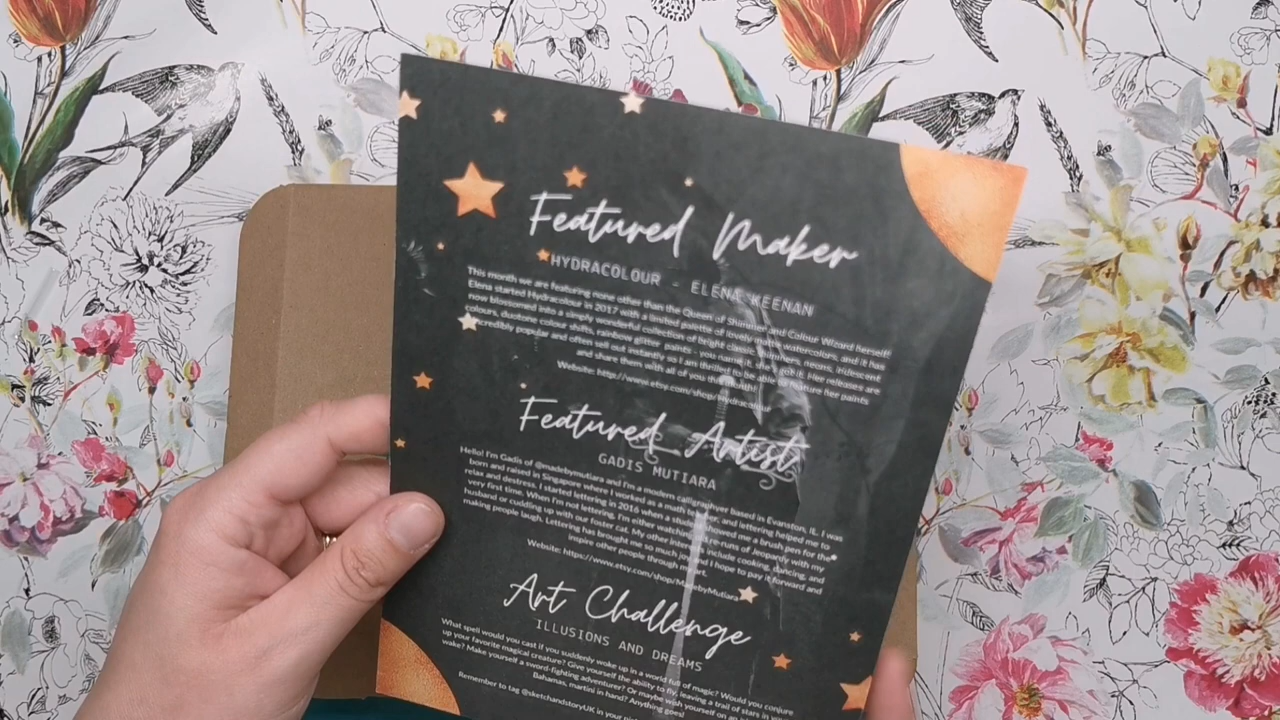 Featured Maker
HYDRACOLOUR - ELENA KEENAN
This month we are featuring none other than the Queen of Shimmer and Colour Wizard herself!
Elena started Hydracolour in 2017 with a limited palette of lovely matte watercolors, and it has
now blossomed into a simply wonderful collection of bright classic shimmers, neons, iridescent
colours, duotone colour shifts, rainbow glitter paints - you name it, she's got it. Her releases are
incredibly popular and often sell out instantly so I am thrilled to be able to feature her paints
and share them with all of you this month!
Website: http://www.etsy.com/shop/Hydracolour
Featured Artist
GADIS MUTIARA
Hello! I'm Gadis of @madebymutiara and I'm a modern calligrapher based in Evanston, IL. I was
born and raised in Singapore where I worked as a math teacher, and lettering helped me to
relax and destress. I started lettering in 2016 when a student showed me a brush pen for the
very first time. When I'm not lettering, I'm either watching re-runs of Jeopardy with my
husband or cuddling up with our foster cat. My other loves include cooking, dancing, and
making people laugh. Lettering has brought me so much joy and I hope to pay it forward and
inspire other people through my art.
Website: https://www.etsy.com/shop/MadebyMutiara
Art Challenge
ILLUSIONS AND DREAMS
What spell would you cast if you suddenly woke up in a world full of magic? Would you conjure
up your favorite magical creature? Give yourself the ability to fly, leaving a trail of stars in your
wake? Make yourself a sword-fighting adventurer? Or maybe wish yourself on an
Bahamas, martini in hand? Anything goes!
Remember to tag @sketchandstoryUK in your